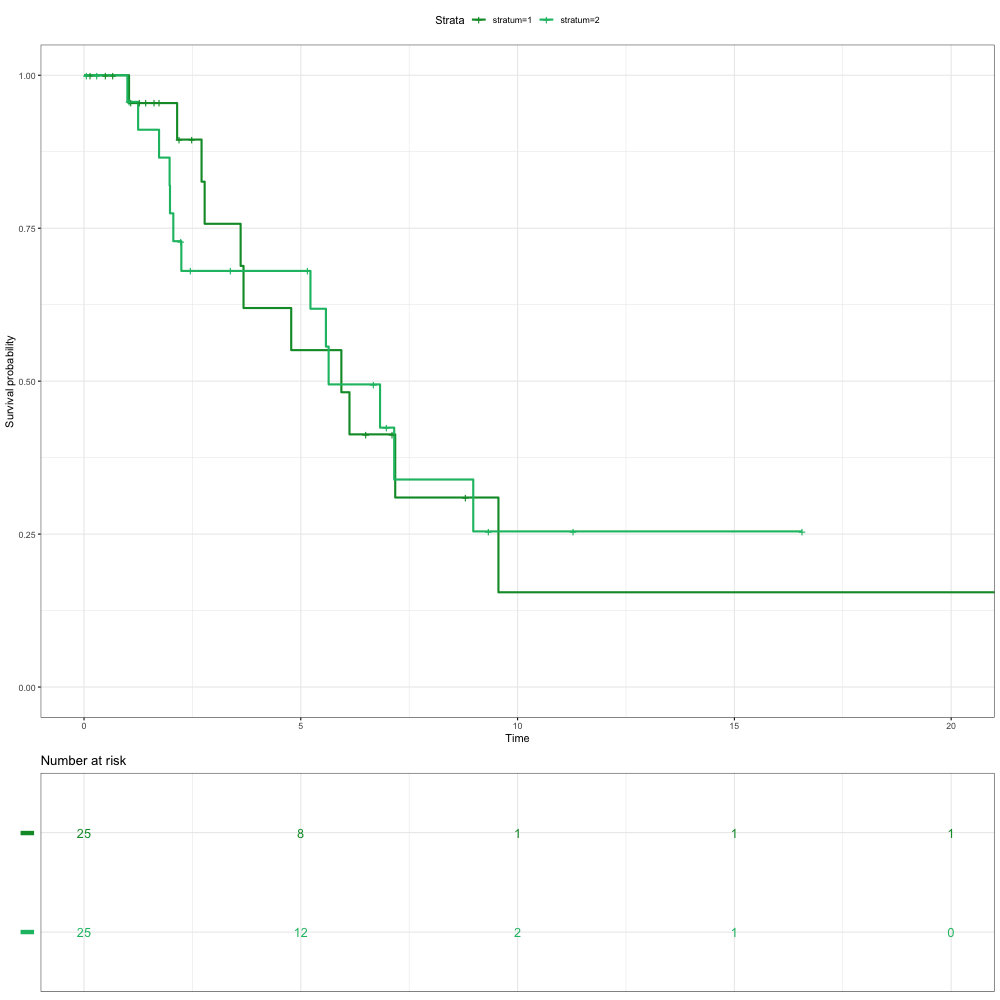 Strata stratum=1 stratum=2
Survival probability
1.00
0.75
0.50
0.25
0.00
0 5 10 15 20
Time
Number at risk
25 8 1 1 1
25 12 2 1 0